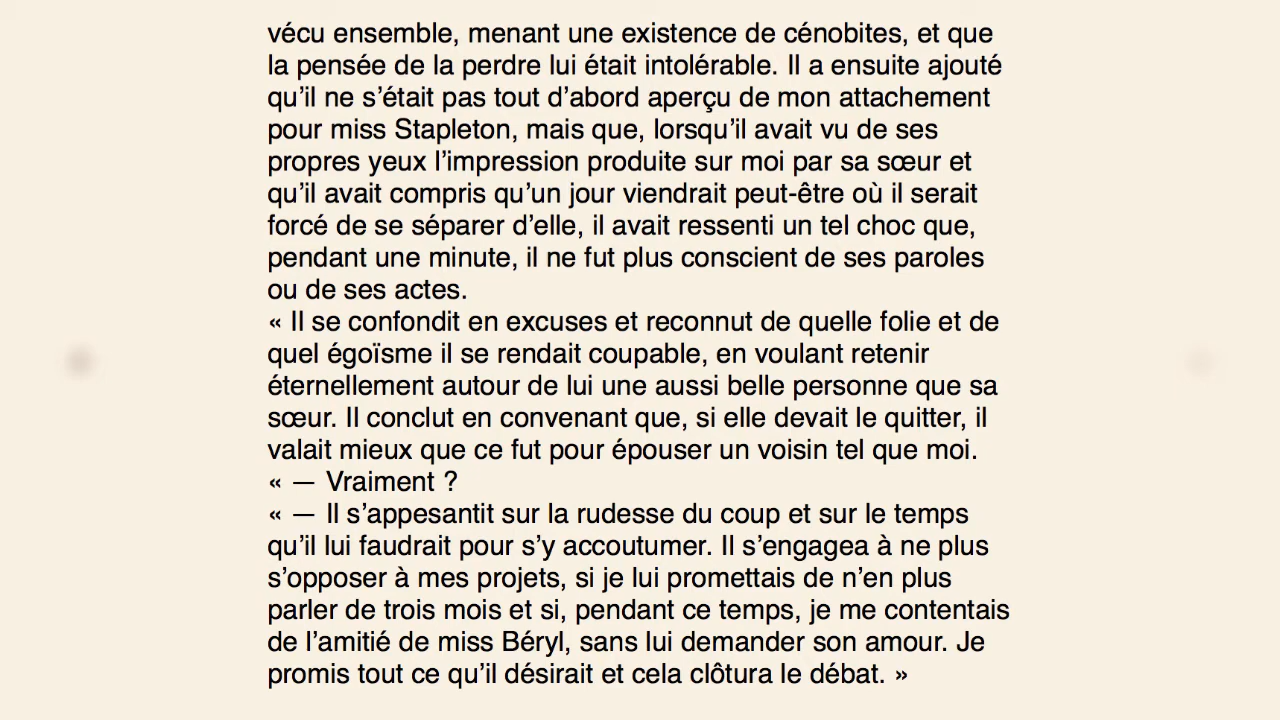 vécu ensemble, menant une existence de cénobites, et que
la pensée de la perdre lui était intolérable. Il a ensuite ajouté
qu’il ne s’était pas tout d’abord aperçu de mon attachement
pour miss Stapleton, mais que, lorsqu’il avait vu de ses
propres yeux l’impression produite sur moi par sa sœur et
qu’il avait compris qu’un jour viendrait peut-être où il serait
forcé de se séparer d’elle, il avait ressenti un tel choc que,
pendant une minute, il ne fut plus conscient de ses paroles
ou de ses actes.
« Il se confondit en excuses et reconnut de quelle folie et de
quel égoïsme il se rendait coupable, en voulant retenir
éternellement autour de lui une aussi belle personne que sa
sœur. Il conclut en convenant que, si elle devait le quitter, il
valait mieux que ce fut pour épouser un voisin tel que moi.
« — Vraiment ?
« — Il s’appesantit sur la rudesse du coup et sur le temps
qu’il lui faudrait pour s’y accoutumer. Il s’engagea à ne plus
s’opposer à mes projets, si je lui promettais de n’en plus
parler de trois mois et si, pendant ce temps, je me contentais
de l’amitié de miss Béryl, sans lui demander son amour. Je
promis tout ce qu’il désirait et cela clôtura le débat. »